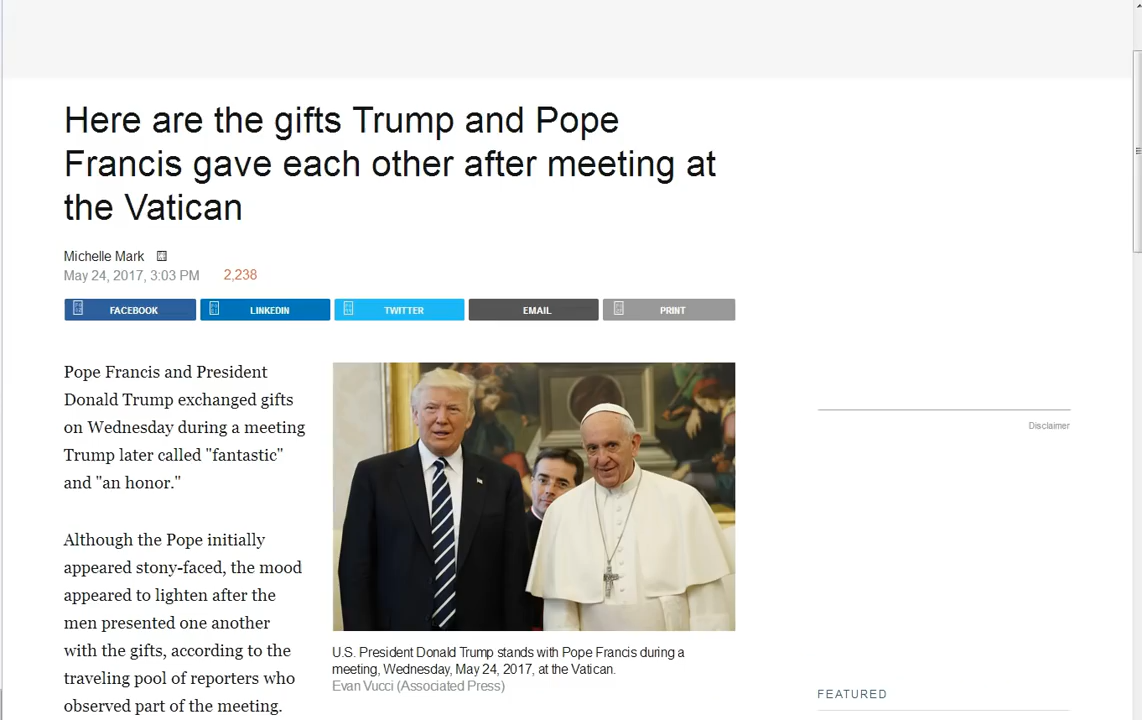 Here are the gifts Trump and Pope
Francis gave each other after meeting at
the Vatican
Michelle Mark
May 24, 2017, 3:03 PM 2,238
FACEBOOK LINKEDIN TWITTER EMAIL PRINT
Pope Francis and President
Donald Trump exchanged gifts
on Wednesday during a meeting
Trump later called "fantastic"
and "an honor."
Although the Pope initially
appeared stony-faced, the mood
appeared to lighten after the
men presented one another
with the gifts, according to the
traveling pool of reporters who
observed part of the meeting.
U.S. President Donald Trump stands with Pope Francis during a
meeting, Wednesday, May 24, 2017, at the Vatican.
Evan Vucci (Associated Press)
Disclaimer
FEATURED